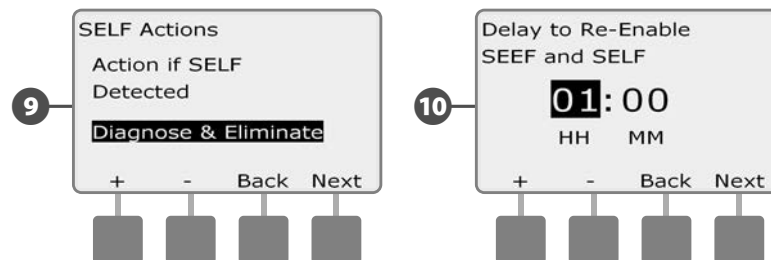 SELF Actions
Action if SELF
Detected
Diagnose & Eliminate
+ - Back Next
9
Delay to Re-Enable
SEEF and SELF
01:00
HH MM
+ - Back Next
10